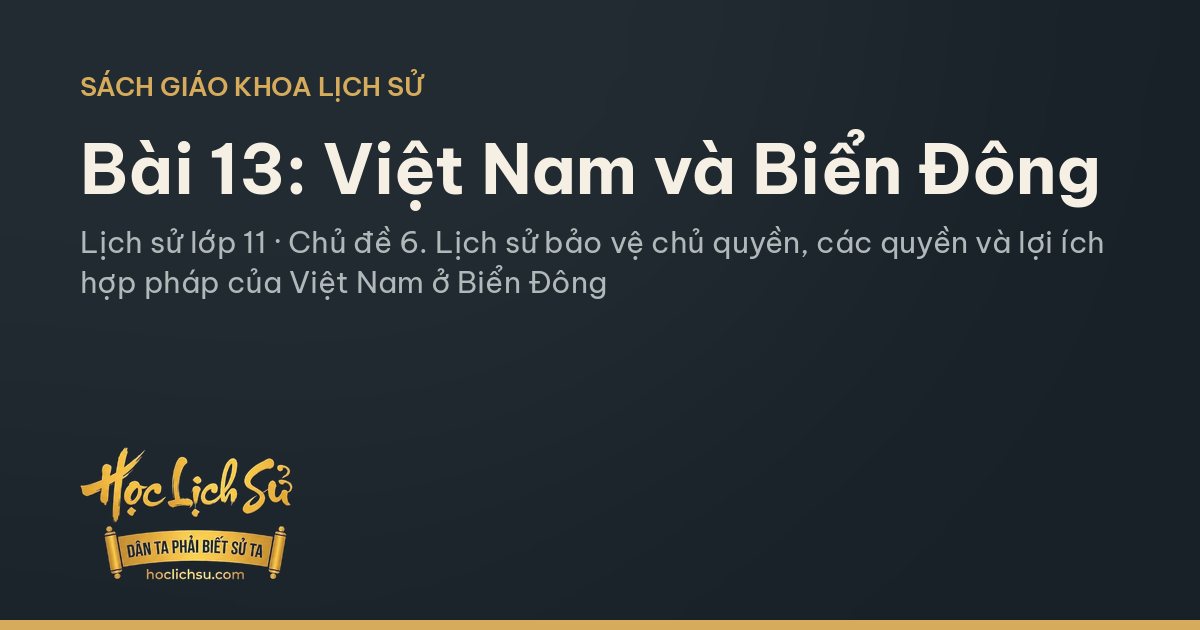 SÁCH GIÁO KHOA LỊCH SỬ
Bài 13: Việt Nam và Biển Đông
Lịch sử lớp 11 · Chủ đề 6. Lịch sử bảo vệ chủ quyền, các quyền và lợi ích
hợp pháp của Việt Nam ở Biển Đông
Học Lịch Sử
DÂN TA PHẢI BIẾT SỬ TA
hoclichsu.com